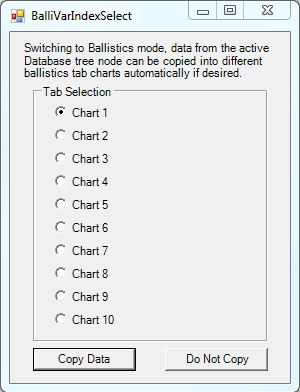 BalliVarIndexSelect
Switching to Ballistics mode, data from the active
Database tree node can be copied into different
ballistics tab charts automatically if desired.
Tab Selection
Chart 1
Chart 2
Chart 3
Chart 4
Chart 5
Chart 6
Chart 7
Chart 8
Chart 9
Chart 10
Copy Data
Do Not Copy